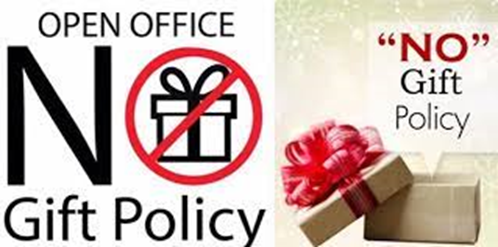 OPEN OFFICE
NO
Gift Policy
“NO”
Gift
Policy